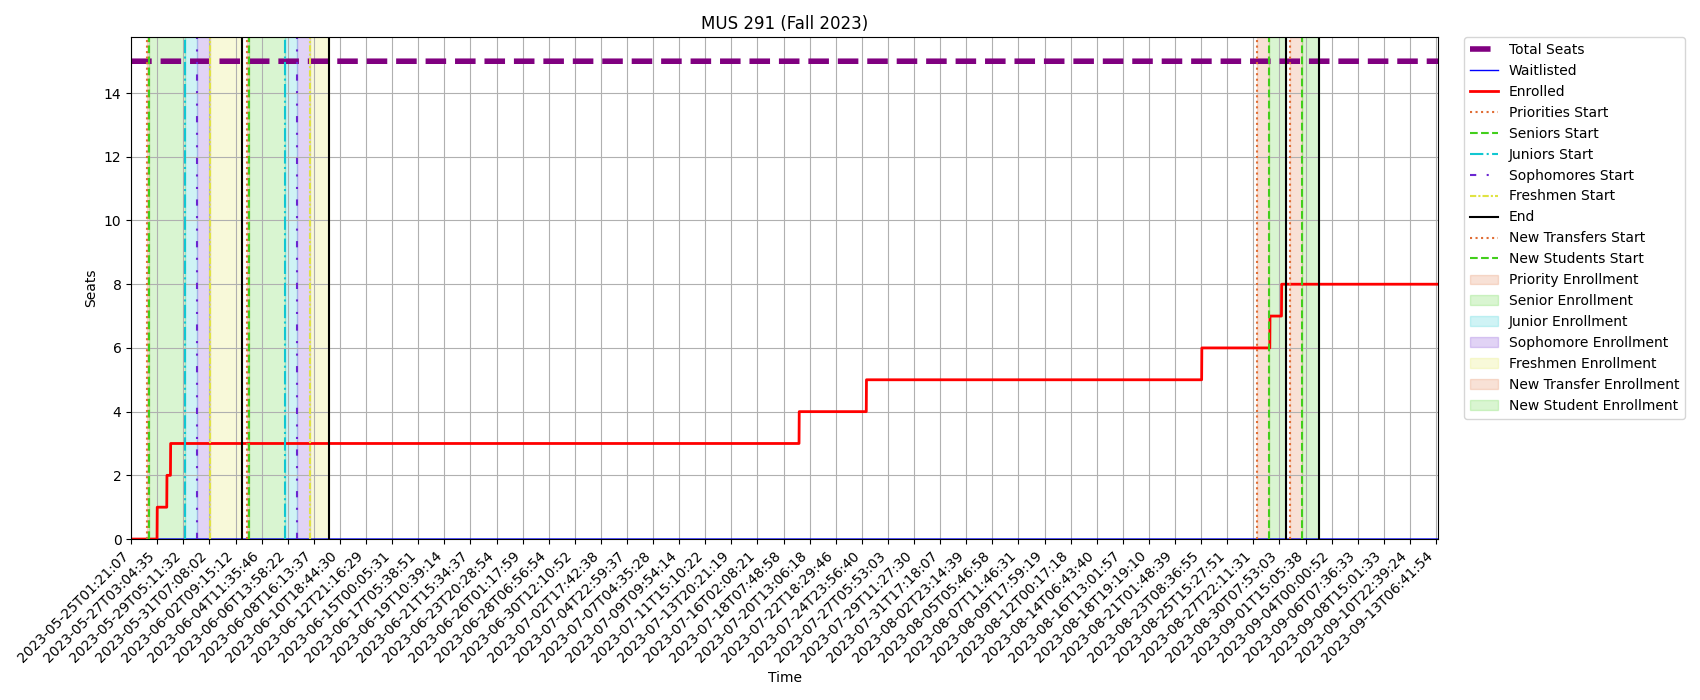 MUS 291 (Fall 2023)
Seats
14
12
10
8
6
4
2
0
2023-05-25T01:21:07
2023-05-27T03:04:35
2023-05-29T05:11:32
2023-05-31T07:08:02
2023-06-02T09:15:12
2023-06-04T11:35:46
2023-06-06T13:58:22
2023-06-08T16:13:37
2023-06-10T18:44:30
2023-06-12T21:16:29
2023-06-15T00:05:31
2023-06-17T05:38:51
2023-06-19T10:39:14
2023-06-21T15:34:37
2023-06-23T20:28:54
2023-06-26T01:17:59
2023-06-28T06:56:54
2023-06-30T12:10:52
2023-07-02T17:42:38
2023-07-04T22:59:37
2023-07-07T04:35:28
2023-07-09T09:54:14
2023-07-11T15:10:22
2023-07-13T20:21:19
2023-07-16T02:08:21
2023-07-18T07:48:58
2023-07-20T13:06:18
2023-07-22T18:29:46
2023-07-24T23:56:40
2023-07-27T05:53:03
2023-07-29T11:27:30
2023-07-31T17:18:07
2023-08-02T23:14:39
2023-08-05T05:46:58
2023-08-07T11:46:31
2023-08-09T17:59:19
2023-08-12T00:17:18
2023-08-14T06:43:40
2023-08-16T13:01:57
2023-08-18T19:19:10
2023-08-21T01:48:39
2023-08-23T08:36:55
2023-08-25T15:27:51
2023-08-27T22:11:31
2023-08-30T07:53:03
2023-09-01T15:05:38
2023-09-04T00:00:52
2023-09-06T07:36:33
2023-09-08T15:01:33
2023-09-10T22:39:24
2023-09-13T06:41:54
Time
Total Seats
Waitlisted
Enrolled
Priorities Start
Seniors Start
Juniors Start
Sophomores Start
Freshmen Start
End
New Transfers Start
New Students Start
Priority Enrollment
Senior Enrollment
Junior Enrollment
Sophomore Enrollment
Freshmen Enrollment
New Transfer Enrollment
New Student Enrollment